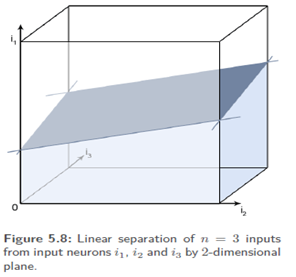 i₁
i₃
0
i₂
Figure 5.8: Linear separation of n = 3 inputs
from input neurons i₁, i₂ and i₃ by 2-dimensional
plane.